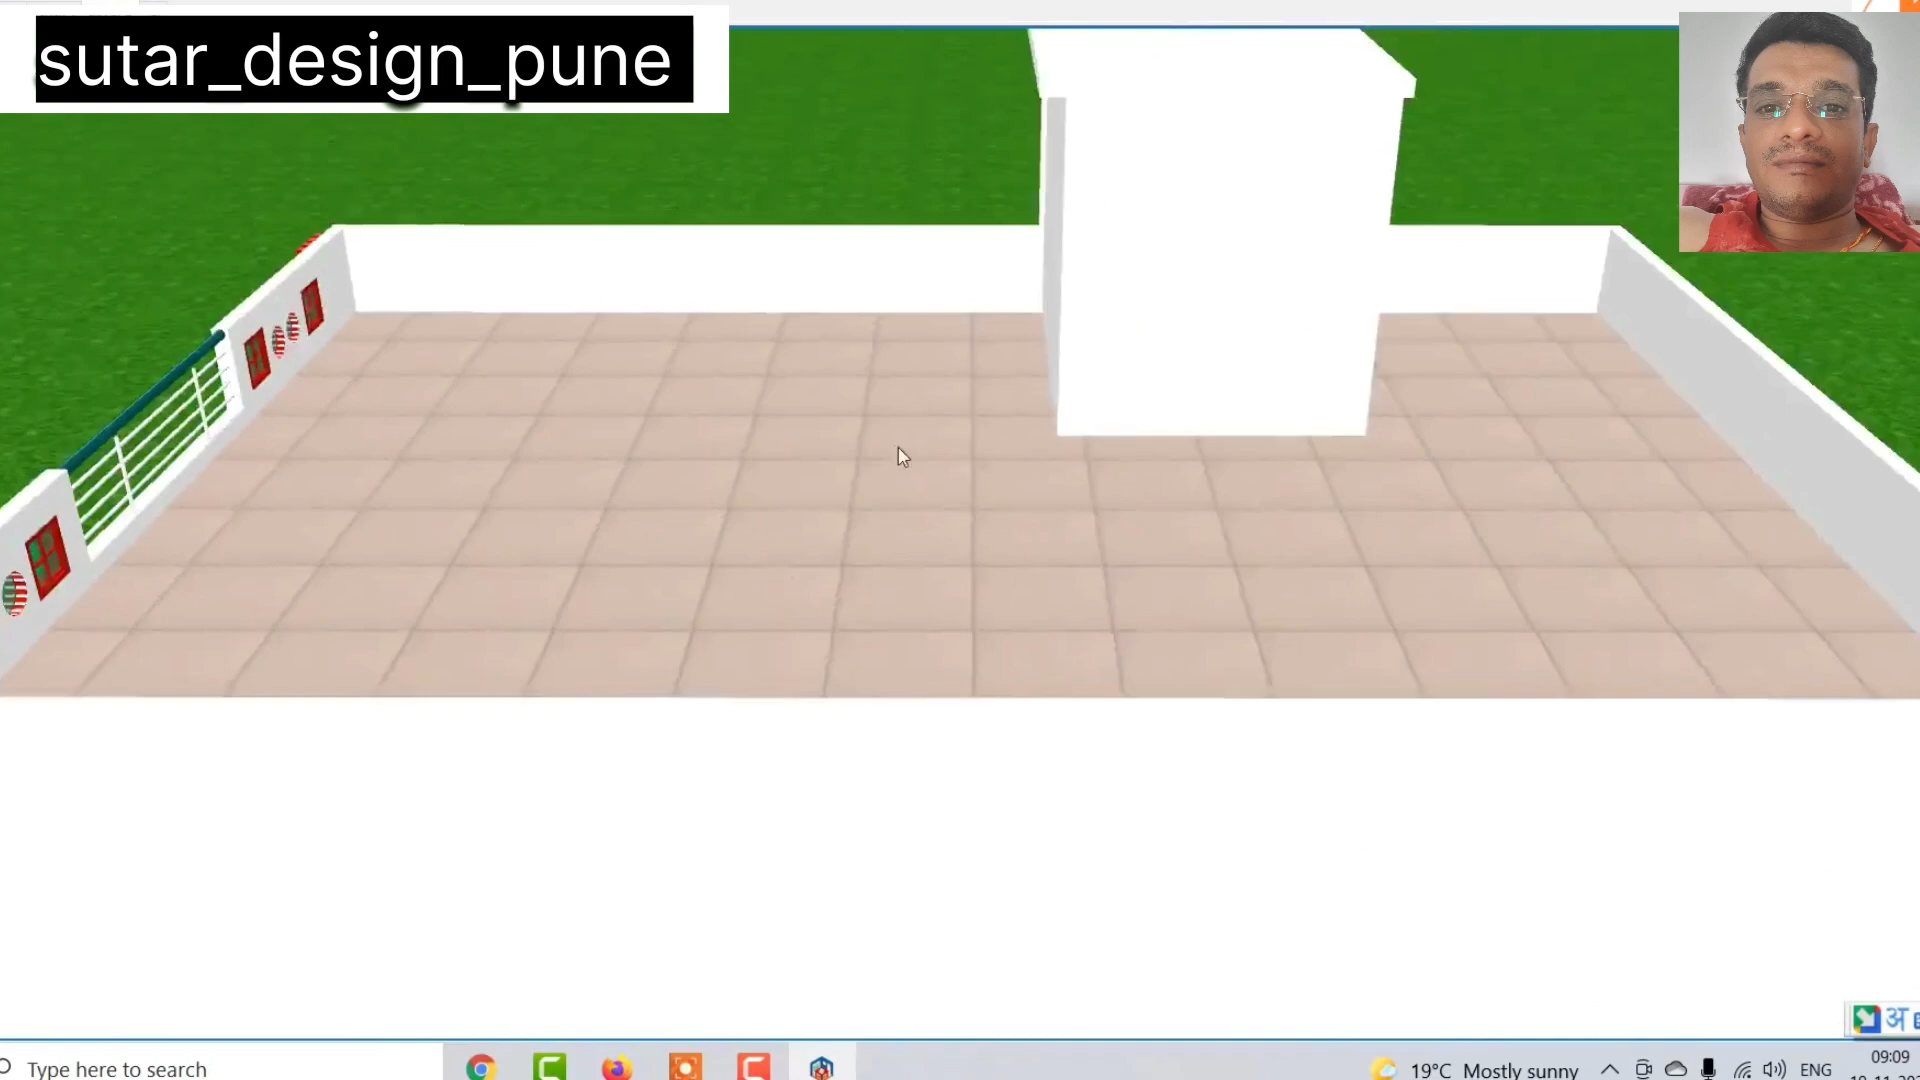 sutar_design_pune
अ
Type here to search
19°C Mostly sunny
ENG
09:09